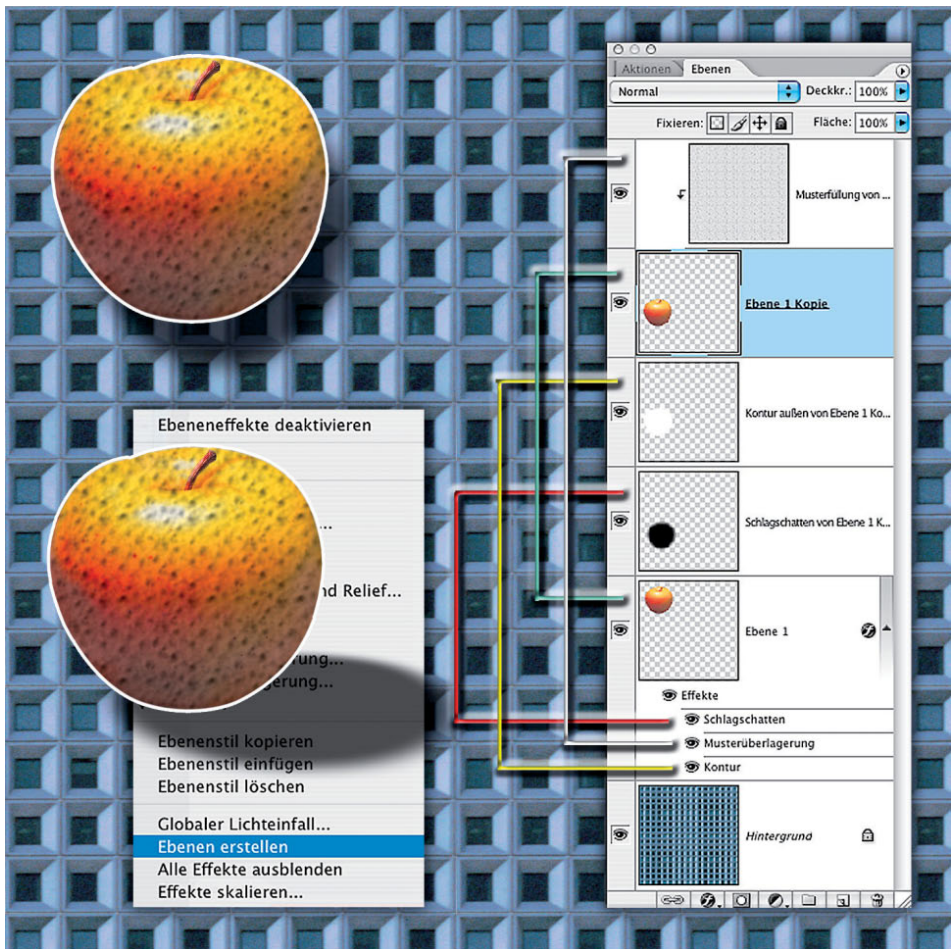 Aktionen
Ebenen
Normal
Deckkr.: 100%
Fixieren:
Fläche: 100%
Musterfüllung von ...
Ebene 1 Kopie
Kontur außen von Ebene 1 Ko...
Schlagschatten von Ebene 1 K...
Ebene 1
Effekte
Schlagschatten
Musterüberlagerung
Kontur
Hintergrund
Ebeneneffekte deaktivieren
...
nd Relief...
rung...
gerung...
Ebenenstil kopieren
Ebenenstil einfügen
Ebenenstil löschen
Globaler Lichteinfall...
Ebenen erstellen
Alle Effekte ausblenden
Effekte skalieren...